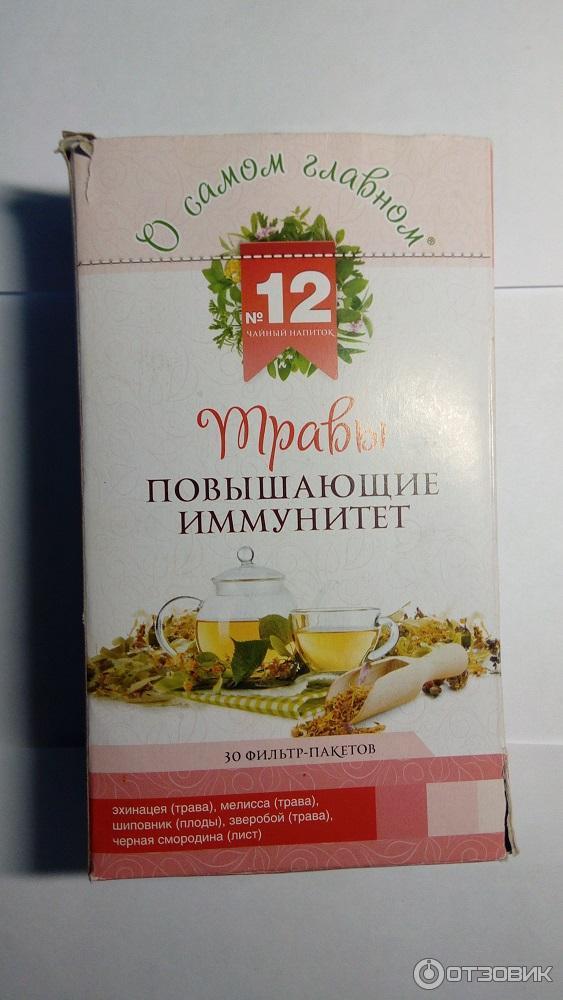 О самом главном®
№12
ЧАЙНЫЙ НАПИТОК
Травы
ПОВЫШАЮЩИЕ
ИММУНИТЕТ
30 ФИЛЬТР-ПАКЕТОВ
эхинацея (трава), мелисса (трава),
шиповник (плоды), зверобой (трава),
черная смородина (лист)
ОТЗОВИК